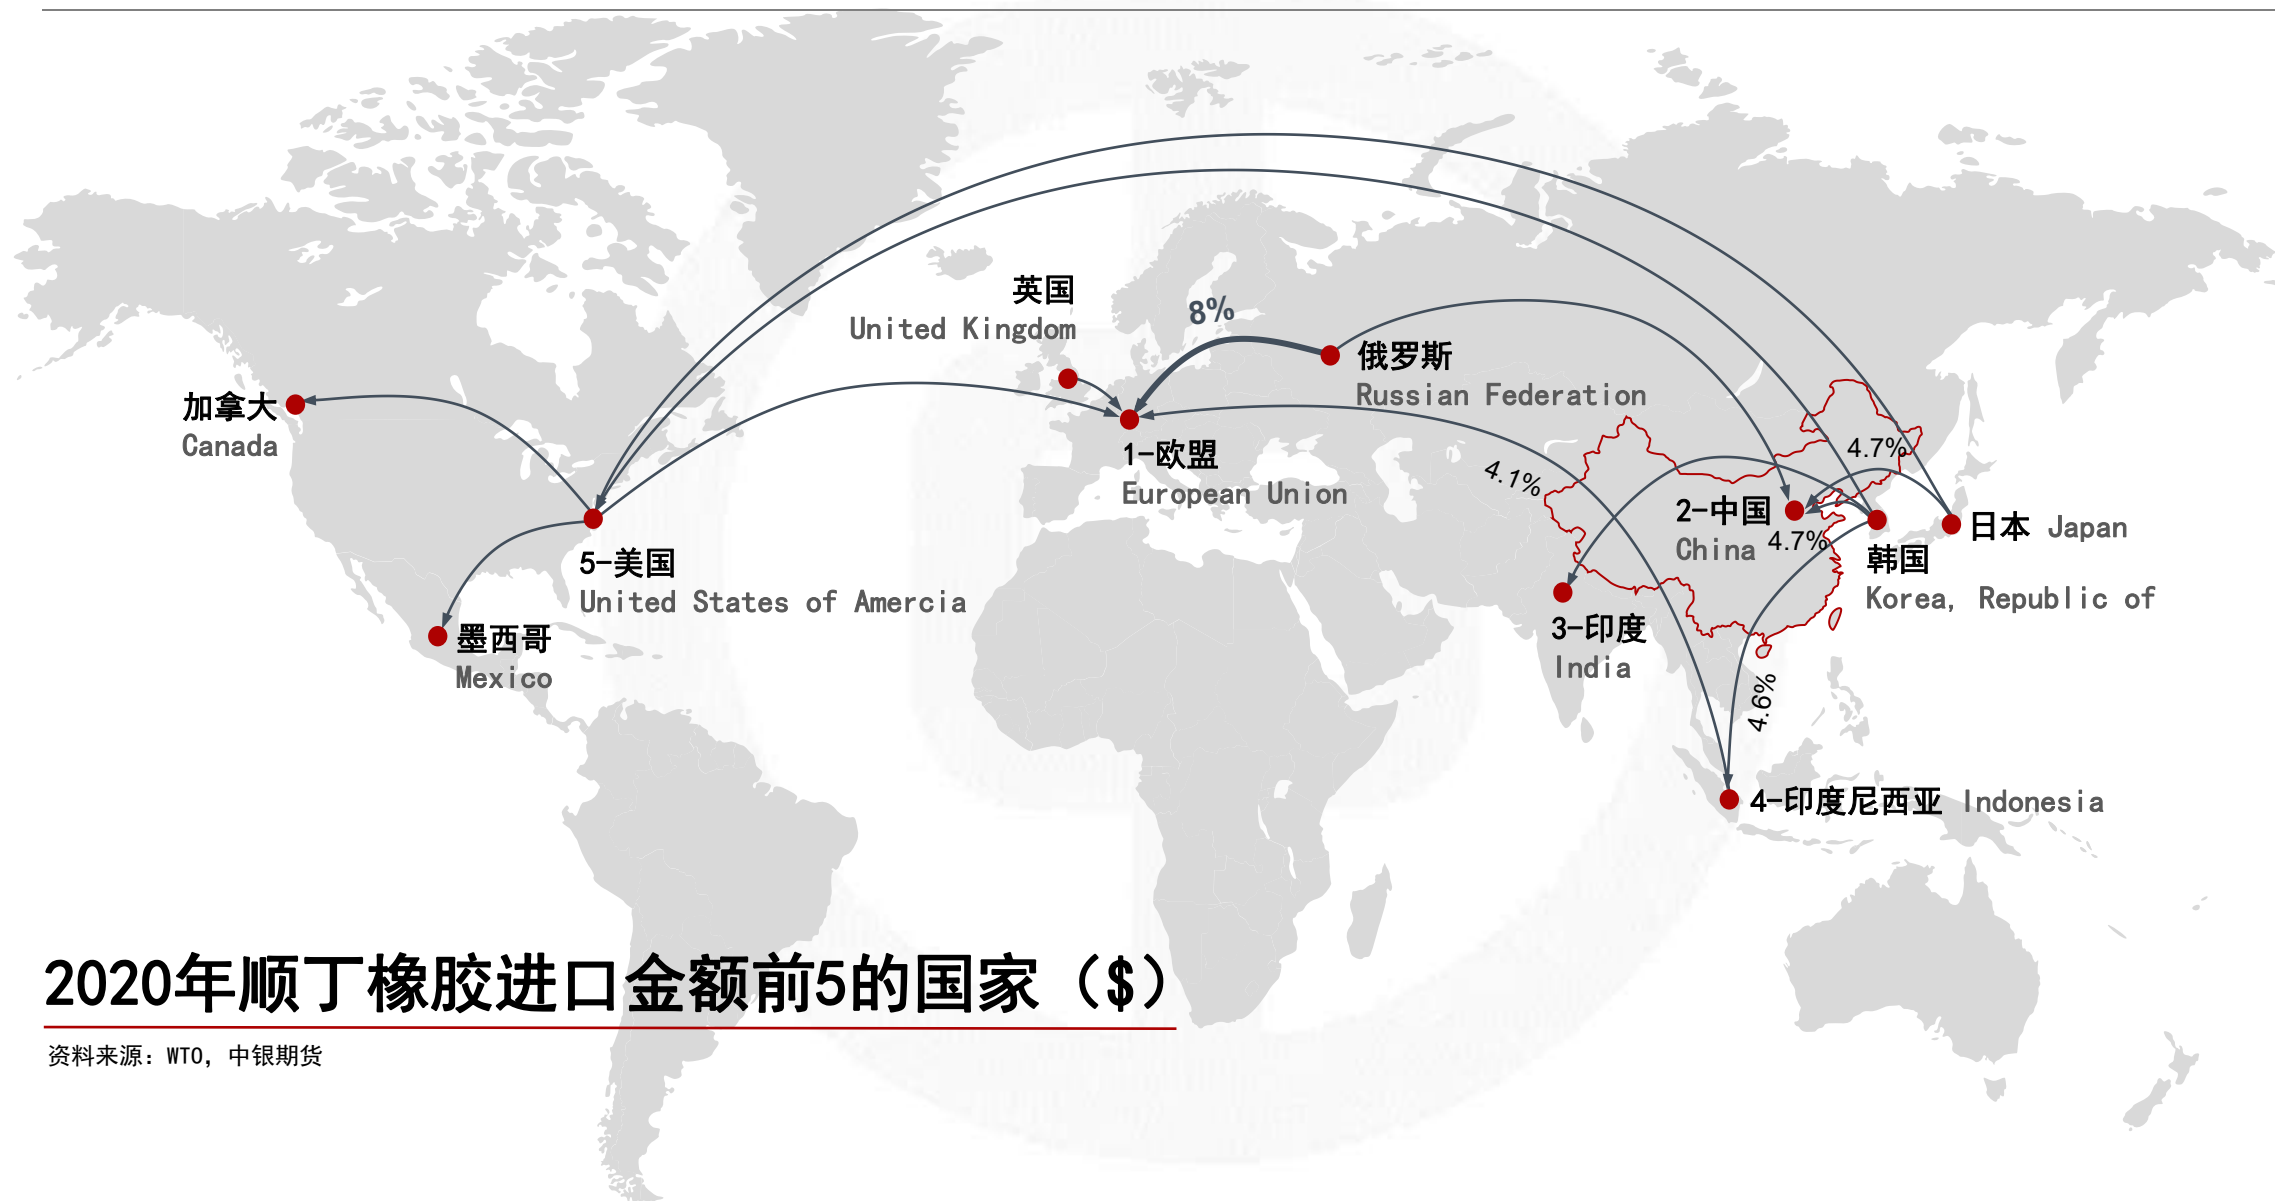 英国
United Kingdom
8%
俄罗斯
Russian Federation
加拿大
Canada
1-欧盟
European Union
4.1%
4.7%
2-中国
China
4.7%
日本 Japan
韩国
Korea, Republic of
5-美国
United States of Amercia
3-印度
India
墨西哥
Mexico
4.6%
4-印度尼西亚 Indonesia
2020年顺丁橡胶进口金额前5的国家（$）
资料来源：WTO，中银期货